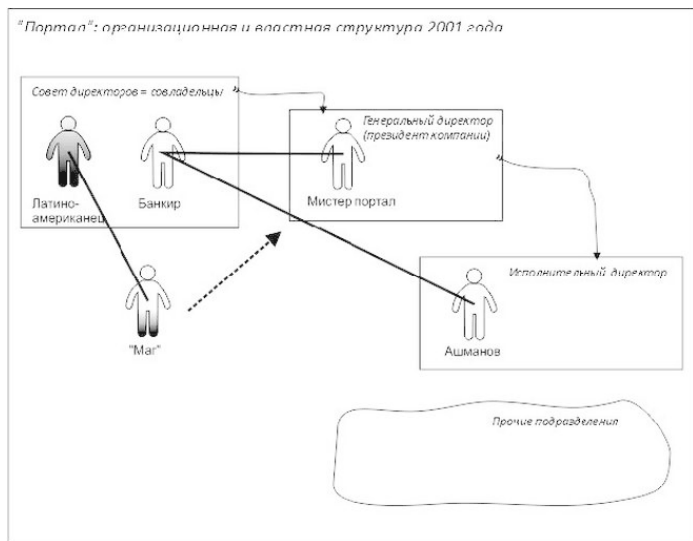 "Портал": организационная и властная структура 2001 года
Совет директоров = совладельцы
Генеральный директор
(президент компании)
Латино-
американец
Банкир
Мистер портал
Исполнительный директор
"Маг"
Ашманов
Прочие подразделения